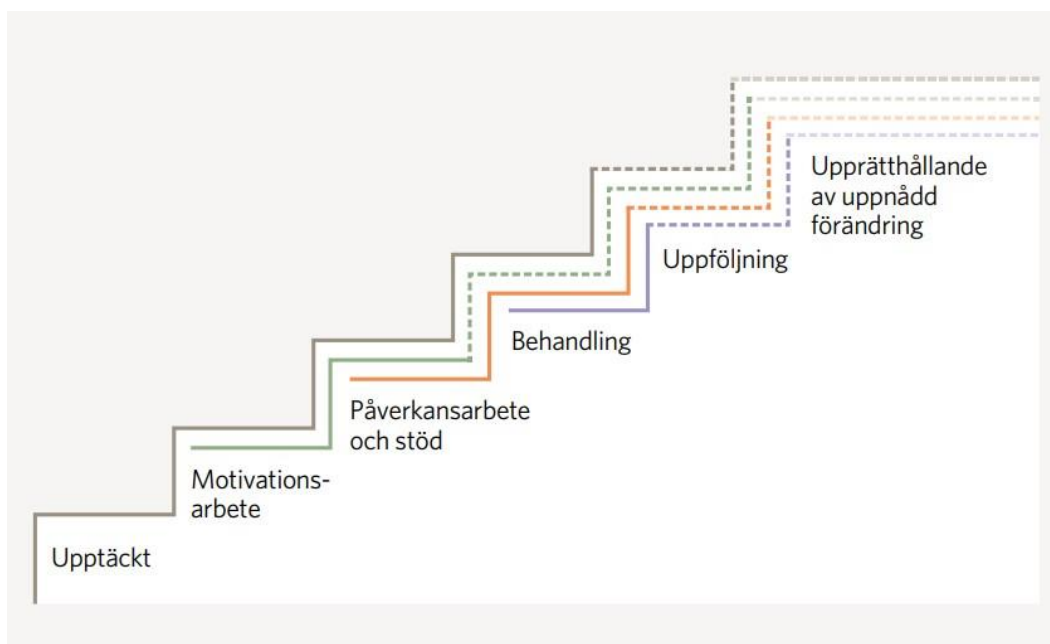 Upprätthållande
av uppnådd
förändring
Uppföljning
Behandling
Påverkansarbete
och stöd
Motivations-
arbete
Upptäckt